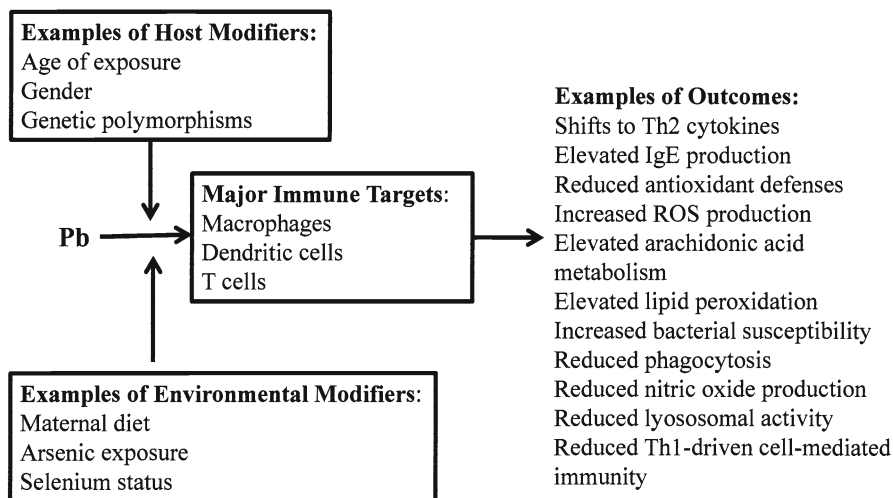 Examples of Host Modifiers:
Age of exposure
Gender
Genetic polymorphisms
Pb
Major Immune Targets:
Macrophages
Dendritic cells
T cells
Examples of Environmental Modifiers:
Maternal diet
Arsenic exposure
Selenium status
Examples of Outcomes:
Shifts to Th2 cytokines
Elevated IgE production
Reduced antioxidant defenses
Increased ROS production
Elevated arachidonic acid
metabolism
Elevated lipid peroxidation
Increased bacterial susceptibility
Reduced phagocytosis
Reduced nitric oxide production
Reduced lyososomal activity
Reduced Th1-driven cell-mediated
immunity